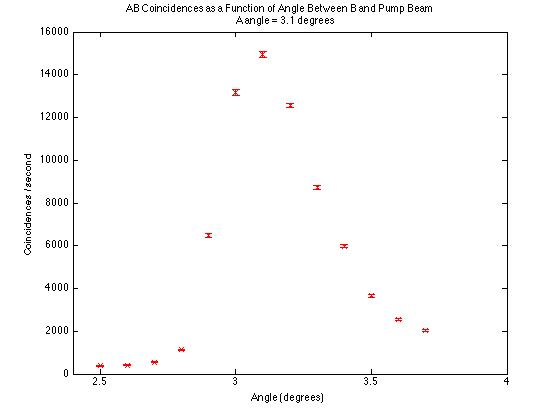 AB Coincidences as a Function of Angle Between B and Pump Beam
A angle = 3.1 degrees
16000
14000
12000
10000
8000
6000
4000
2000
0
Coincidences /second
2.5 3 3.5 4
Angle (degrees)